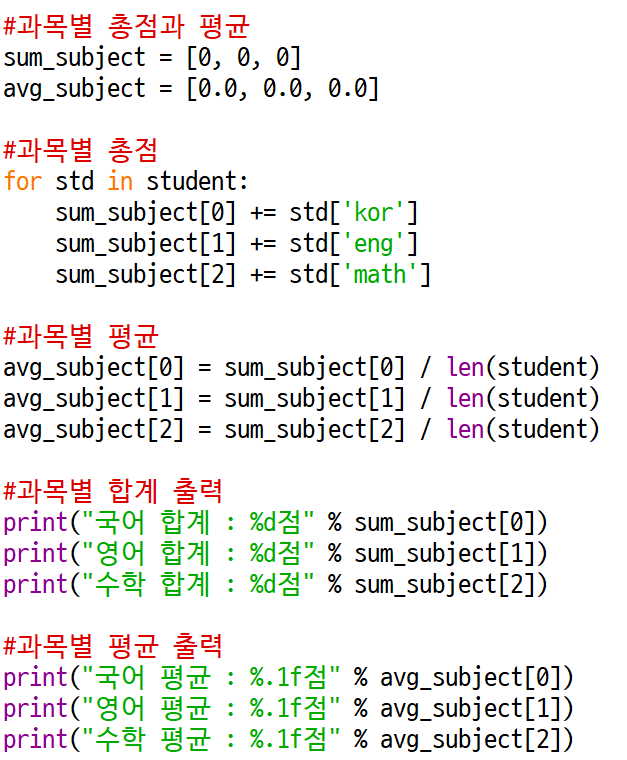 #과목별 총점과 평균
sum_subject = [0, 0, 0]
avg_subject = [0.0, 0.0, 0.0]

#과목별 총점
for std in student:
    sum_subject[0] += std['kor']
    sum_subject[1] += std['eng']
    sum_subject[2] += std['math']

#과목별 평균
avg_subject[0] = sum_subject[0] / len(student)
avg_subject[1] = sum_subject[1] / len(student)
avg_subject[2] = sum_subject[2] / len(student)

#과목별 합계 출력
print("국어 합계 : %d점" % sum_subject[0])
print("영어 합계 : %d점" % sum_subject[1])
print("수학 합계 : %d점" % sum_subject[2])

#과목별 평균 출력
print("국어 평균 : %.1f점" % avg_subject[0])
print("영어 평균 : %.1f점" % avg_subject[1])
print("수학 평균 : %.1f점" % avg_subject[2])